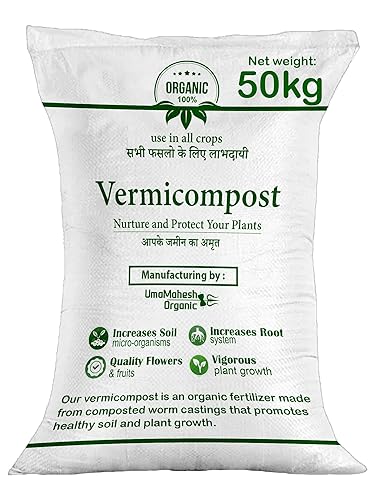 Net weight:
50kg
ORGANIC
100%
use in all crops
सभी फसलो के लिए लाभदायी
Vermicompost
Nurture and Protect Your Plants
आपके जमीन का अमृत
Manufacturing by :
UmaMahesh
Organic
Increases Soil
micro-organisms
Increases Root
system
Quality Flowers
& fruits
Vigorous
plant growth
Our vermicompost is an organic fertilizer made
from composted worm castings that promotes
healthy soil and plant growth.